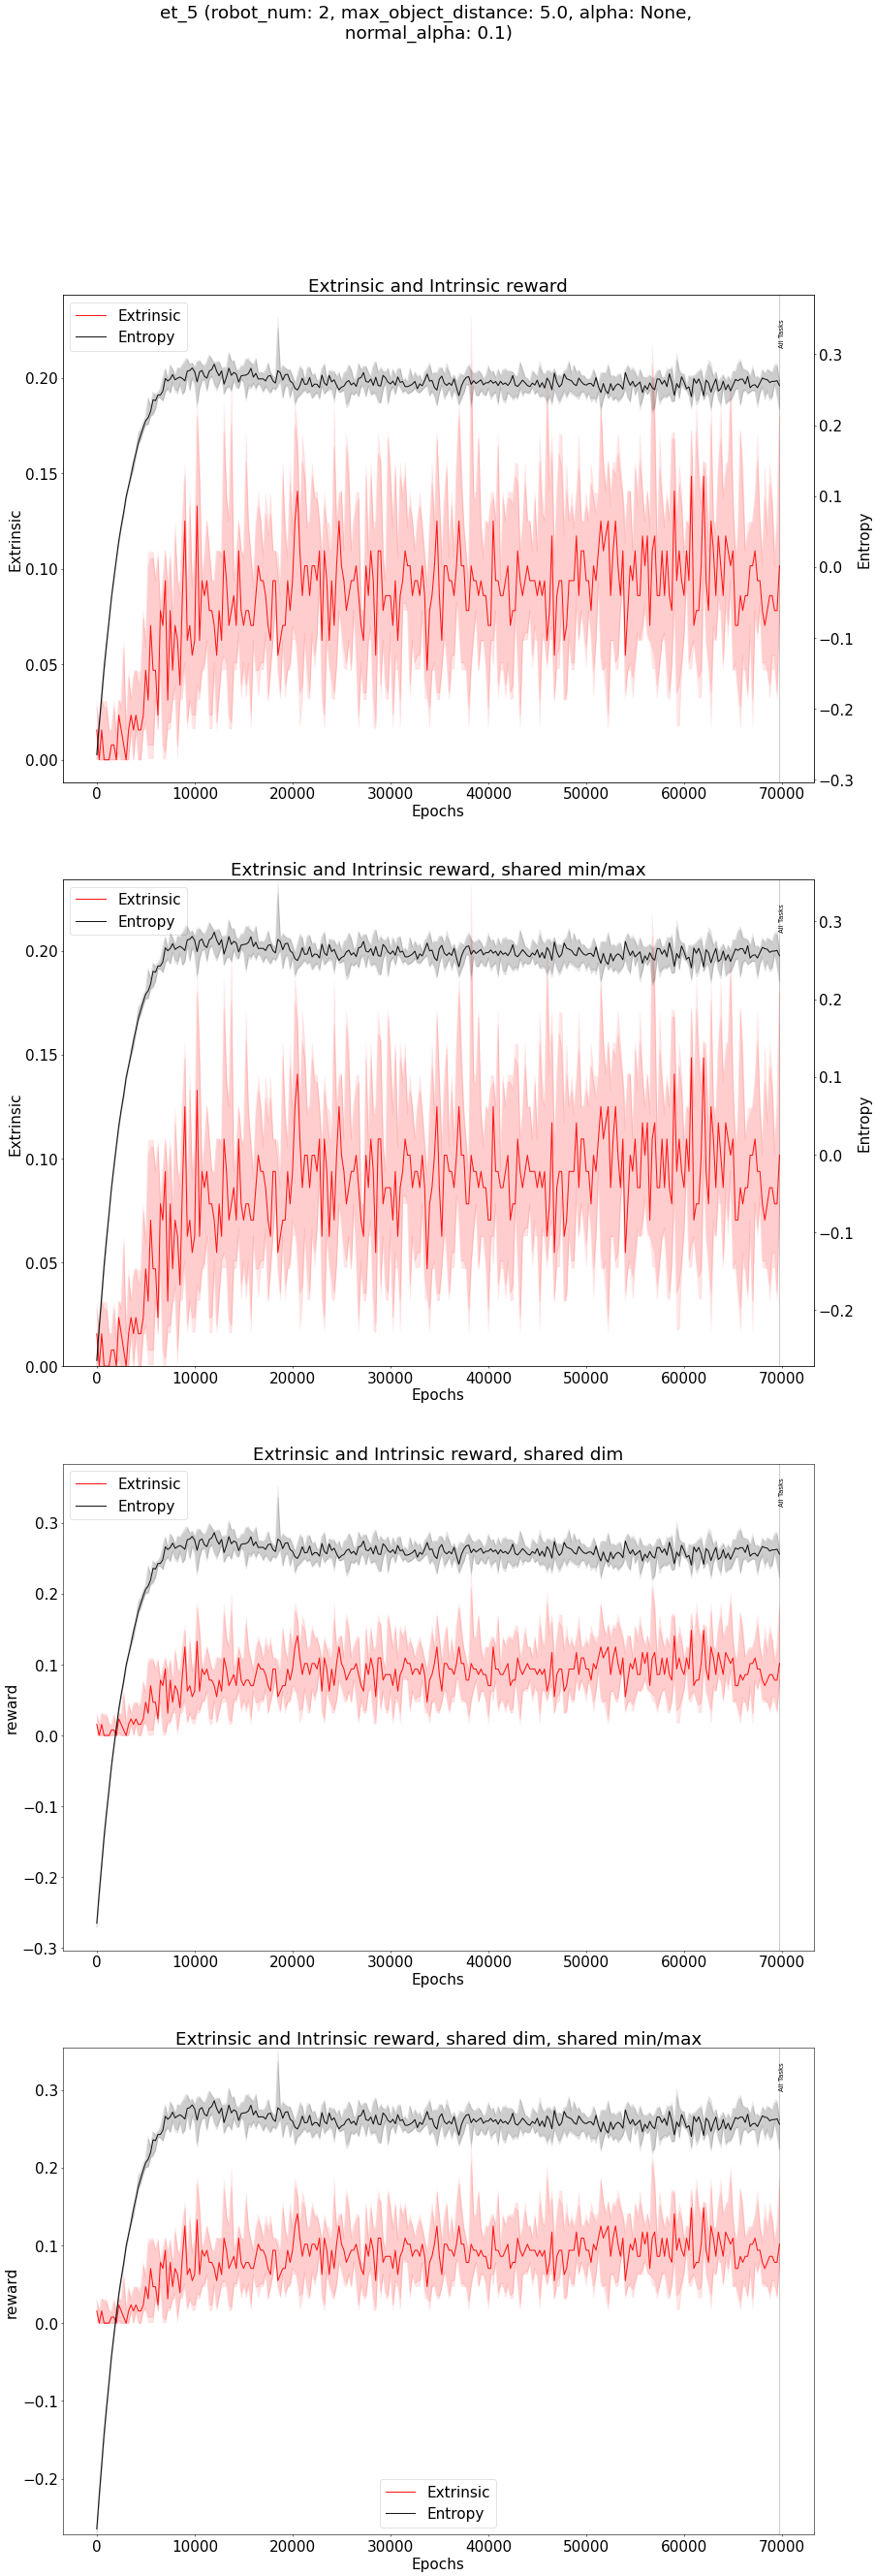 et_5 (robot_num: 2, max_object_distance: 5.0, alpha: None,
normal_alpha: 0.1)
Extrinsic and Intrinsic reward
Extrinsic
Entropy
All Tasks
0.20
0.15
0.10
0.05
0.00
Extrinsic
0.3
0.2
0.1
0.0
−0.1
−0.2
−0.3
Entropy
0 10000 20000 30000 40000 50000 60000 70000
Epochs
Extrinsic and Intrinsic reward, shared min/max
Extrinsic
Entropy
All Tasks
0.20
0.15
0.10
0.05
0.00
Extrinsic
0.3
0.2
0.1
0.0
−0.1
−0.2
Entropy
0 10000 20000 30000 40000 50000 60000 70000
Epochs
Extrinsic and Intrinsic reward, shared dim
Extrinsic
Entropy
All Tasks
0.3
0.2
0.1
0.0
−0.1
−0.2
−0.3
reward
0 10000 20000 30000 40000 50000 60000 70000
Epochs
Extrinsic and Intrinsic reward, shared dim, shared min/max
All Tasks
0.3
0.2
0.1
0.0
−0.1
−0.2
reward
Extrinsic
Entropy
0 10000 20000 30000 40000 50000 60000 70000
Epochs